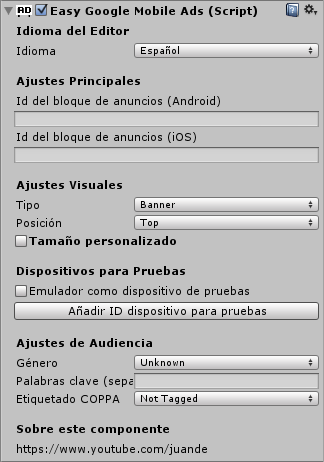 AD Easy Google Mobile Ads (Script)
Idioma del Editor
Idioma Español
Ajustes Principales
Id del bloque de anuncios (Android)
Id del bloque de anuncios (iOS)
Ajustes Visuales
Tipo Banner
Posición Top
Tamaño personalizado
Dispositivos para Pruebas
Emulador como dispositivo de pruebas
Añadir ID dispositivo para pruebas
Ajustes de Audiencia
Género Unknown
Palabras clave (sepa
Etiquetado COPPA Not Tagged
Sobre este componente
https://www.youtube.com/juande